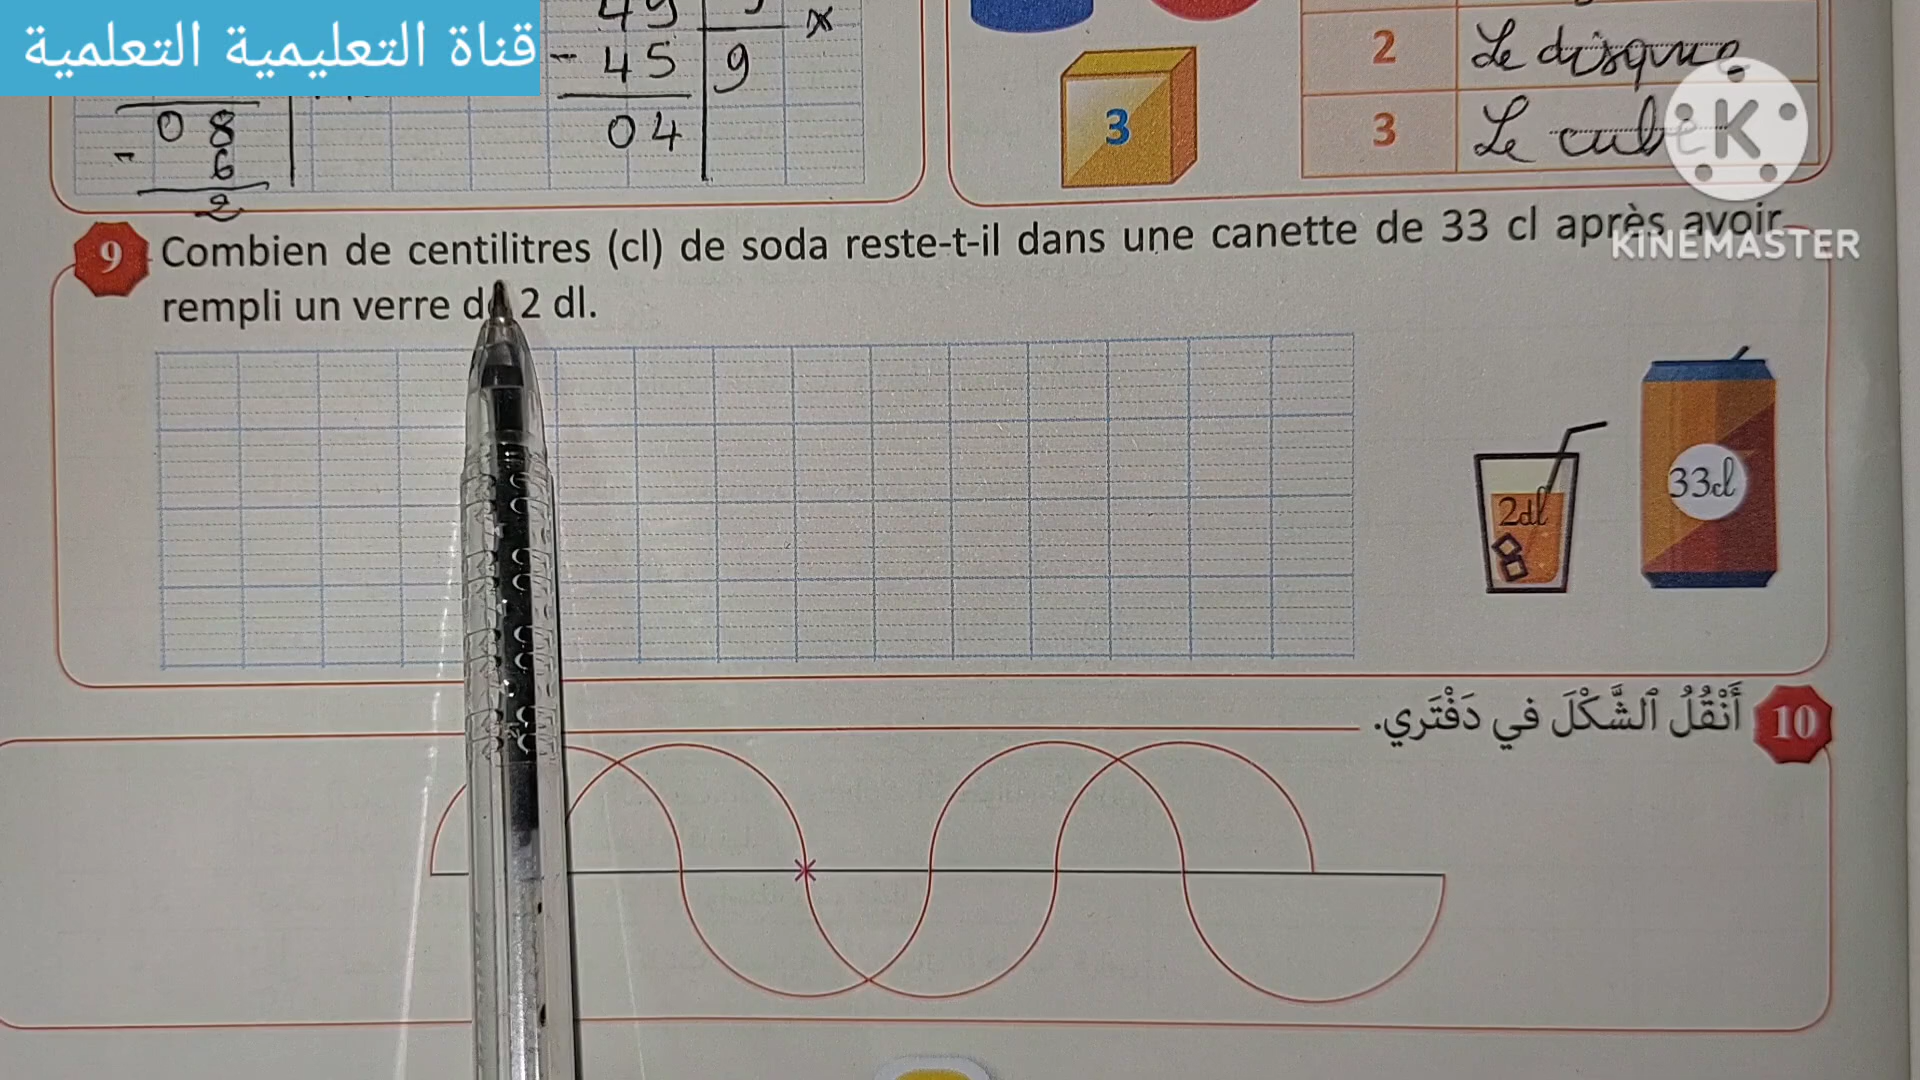 قناة التعليمية التعلمية
- 45 | 9
04
08
- 6
2
2 Le disque
3 Le cube
3
K
KINEMASTER
9 Combien de centilitres (cl) de soda reste-t-il dans une canette de 33 cl après avoir
rempli un verre de 2 dl.
2dl
33cl
10 أَنْقُلُ ٱلشَّكْلَ في دَفْتَري.